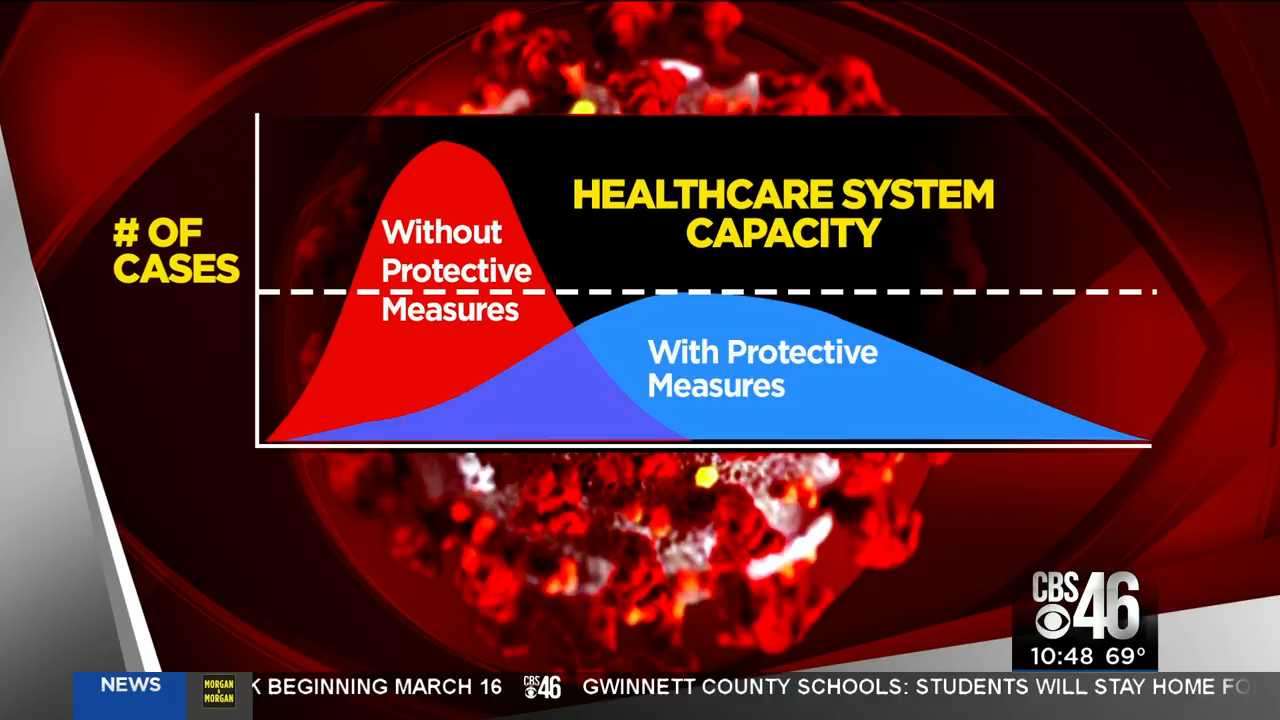 # OF
CASES
HEALTHCARE SYSTEM
CAPACITY
Without
Protective
Measures
With Protective
Measures
CBS 46
10:48 69°
NEWS
MORGAN & MORGAN
K BEGINNING MARCH 16
CBS 46
GWINNETT COUNTY SCHOOLS: STUDENTS WILL STAY HOME FO